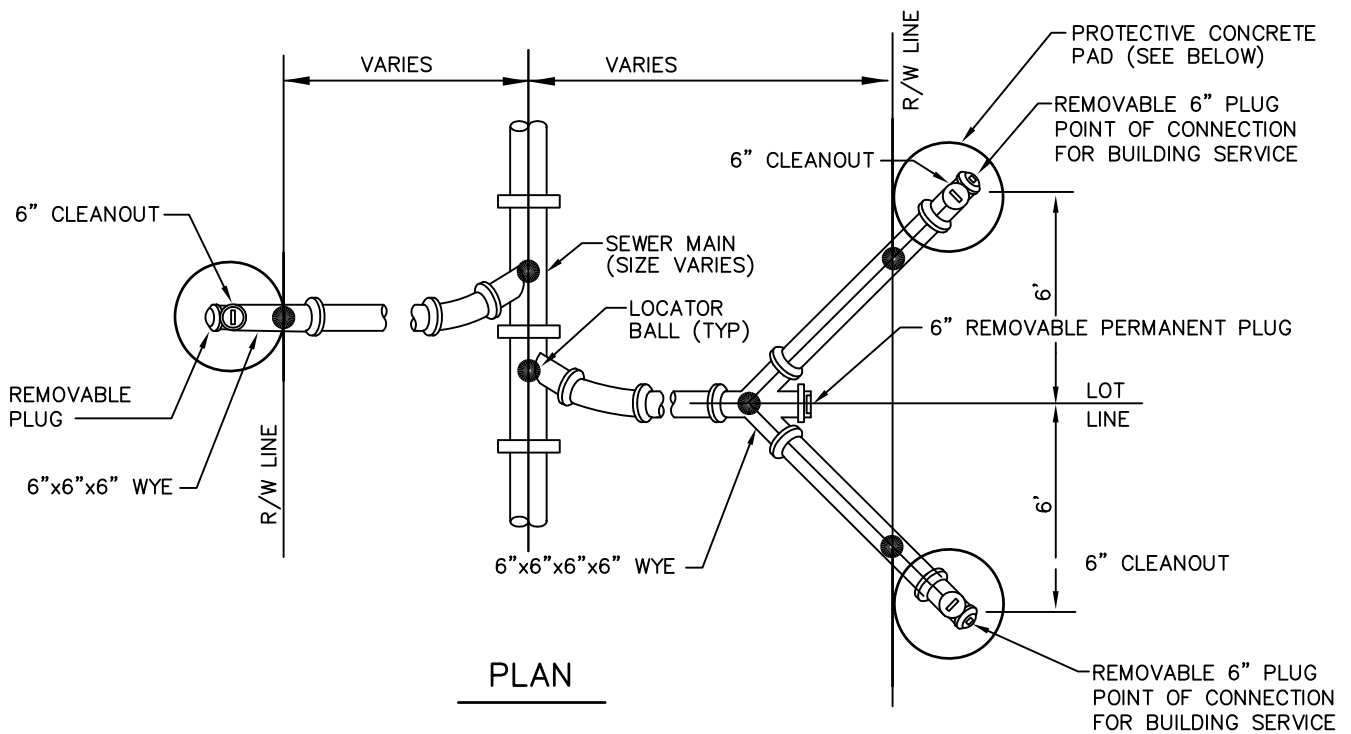 VARIES
VARIES
R/W LINE
PROTECTIVE CONCRETE
PAD (SEE BELOW)
REMOVABLE 6” PLUG
POINT OF CONNECTION
FOR BUILDING SERVICE
6” CLEANOUT
6” CLEANOUT
SEWER MAIN
(SIZE VARIES)
LOCATOR
BALL (TYP)
6'
6” REMOVABLE PERMANENT PLUG
REMOVABLE
PLUG
LOT
LINE
6”x6”x6” WYE
R/W LINE
6'
6”x6”x6”x6” WYE
6” CLEANOUT
PLAN
REMOVABLE 6” PLUG
POINT OF CONNECTION
FOR BUILDING SERVICE